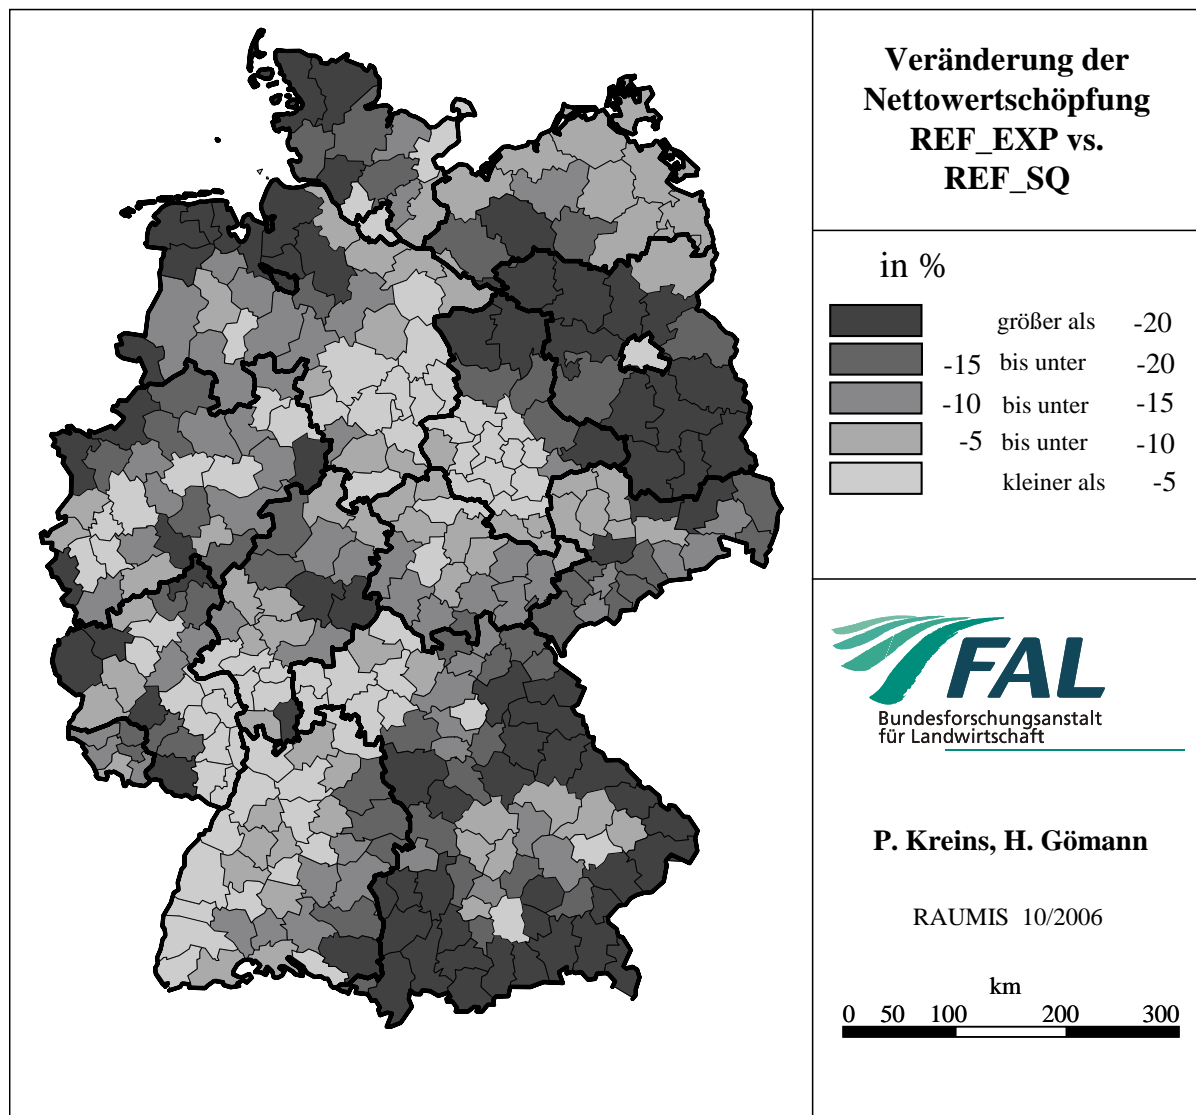 Veränderung der
Nettowertschöpfung
REF_EXP vs.
REF_SQ
in %
größer als -20
-15 bis unter -20
-10 bis unter -15
-5 bis unter -10
kleiner als -5
FAL
Bundesforschungsanstalt
für Landwirtschaft
P. Kreins, H. Gömann
RAUMIS 10/2006
km
0 50 100 200 300